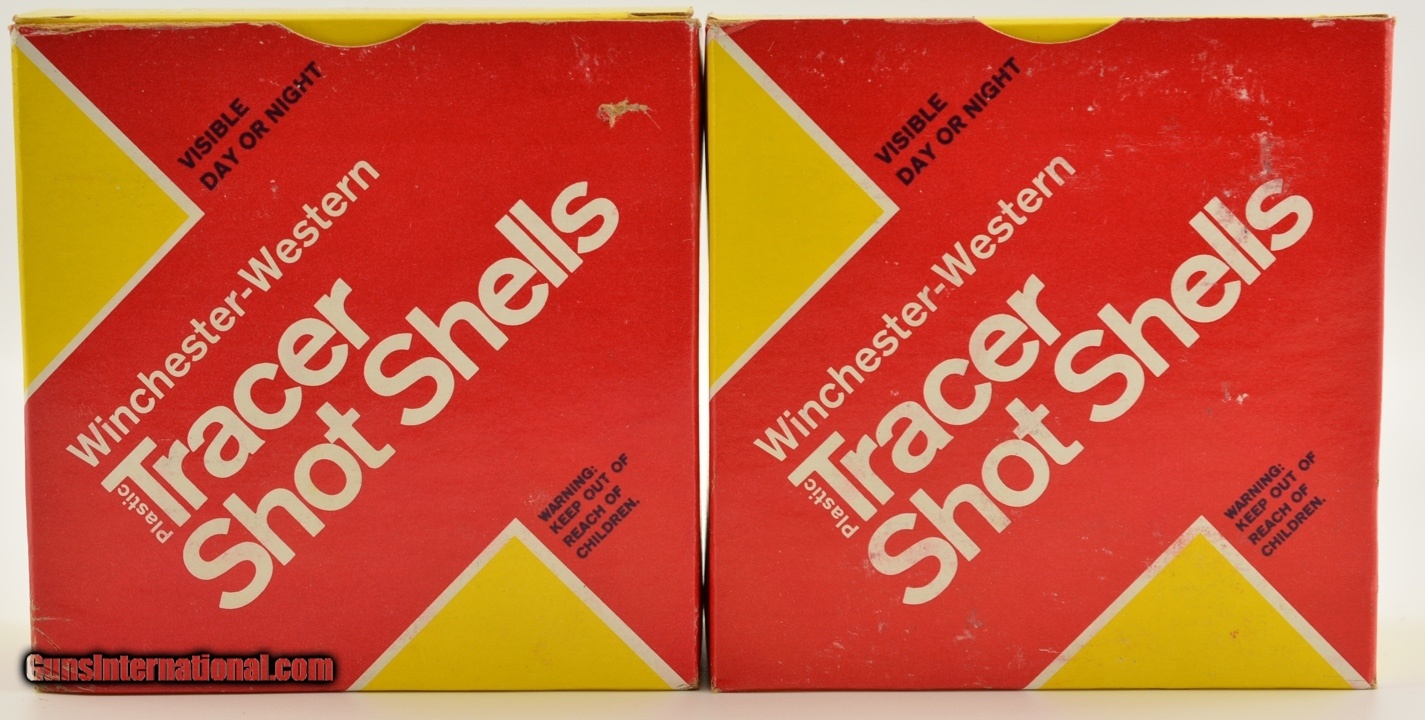 VISIBLE
DAY OR NIGHT
Winchester-Western
Plastic
Tracer
Shot Shells
WARNING:
KEEP OUT OF
REACH OF
CHILDREN.
VISIBLE
DAY OR NIGHT
Winchester-Western
Plastic
Tracer
Shot Shells
WARNING:
KEEP OUT OF
REACH OF
CHILDREN.
GunsInternational.com